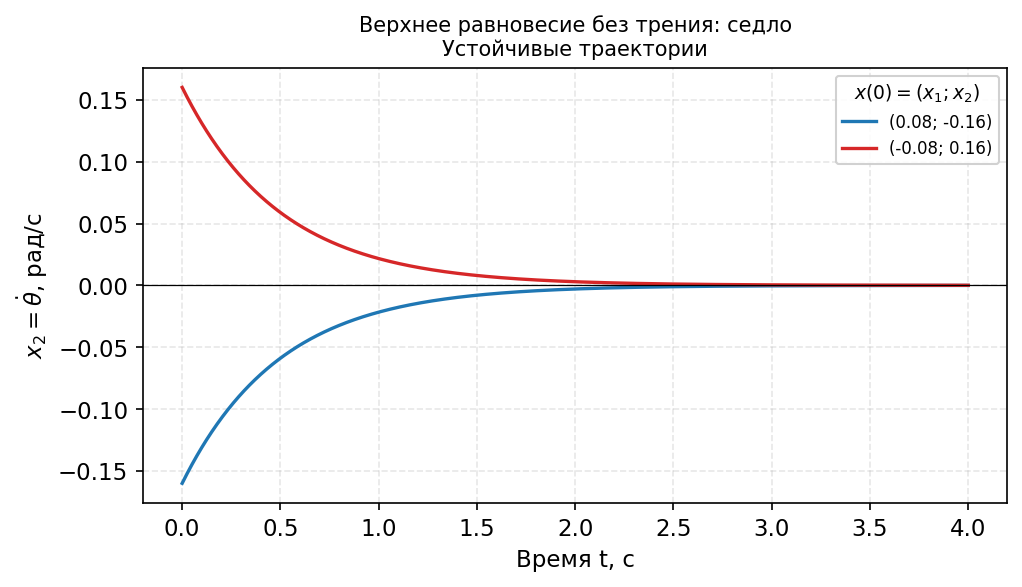 Верхнее равновесие без трения: седло
Устойчивые траектории
x(0) = (x₁; x₂)
(0.08; -0.16)
(-0.08; 0.16)
x₂ = θ̇, рад/с
0.15
0.10
0.05
0.00
−0.05
−0.10
−0.15
0.0 0.5 1.0 1.5 2.0 2.5 3.0 3.5 4.0
Время t, с